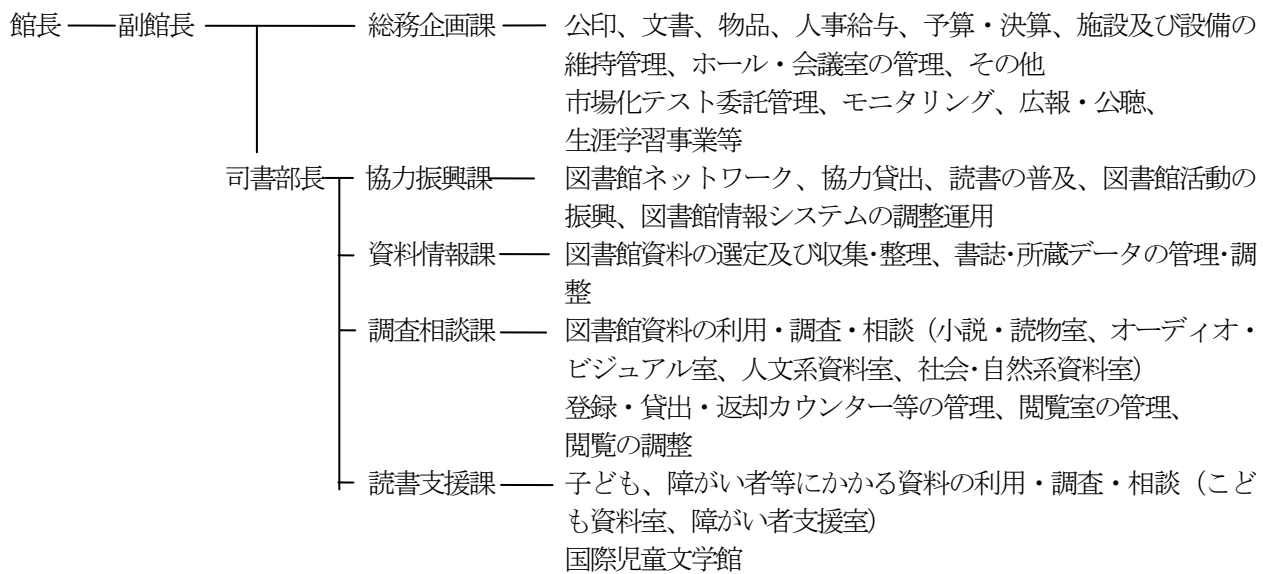 館長 副館長 総務企画課 公印、文書、物品、人事給与、予算・決算、施設及び設備の
維持管理、ホール・会議室の管理、その他
市場化テスト委託管理、モニタリング、広報・公聴、
生涯学習事業等
司書部長 協力振興課 図書館ネットワーク、協力貸出、読書の普及、図書館活動の
振興、図書館情報システムの調整運用
資料情報課 図書館資料の選定及び収集・整理、書誌・所蔵データの管理・調
整
調査相談課 図書館資料の利用・調査・相談（小説・読物室、オーディオ・
ビジュアル室、人文系資料室、社会・自然系資料室）
登録・貸出・返却カウンター等の管理、閲覧室の管理、
閲覧の調整
読書支援課 子ども、障がい者等にかかる資料の利用・調査・相談（こど
も資料室、障がい者支援室）
国際児童文学館